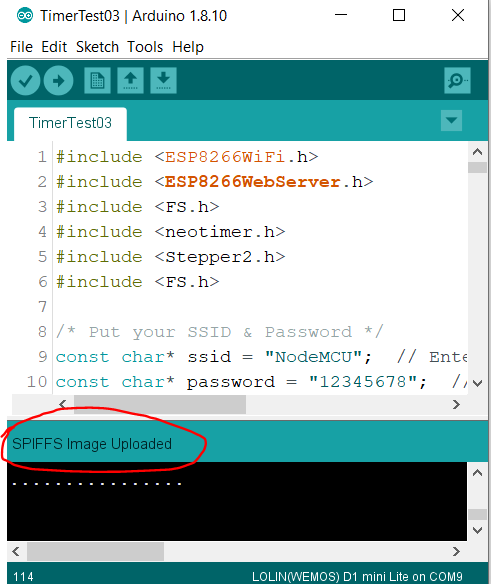 TimerTest03 | Arduino 1.8.10
File Edit Sketch Tools Help
TimerTest03
1 #include <ESP8266WiFi.h>
2 #include <ESP8266WebServer.h>
3 #include <FS.h>
4 #include <neotimer.h>
5 #include <Stepper2.h>
6 #include <FS.h>
7
8 /* Put your SSID & Password */
9 const char* ssid = "NodeMCU";  // Ente
10 const char* password = "12345678";  //
SPIFFS Image Uploaded
................
114 LOLIN(WEMOS) D1 mini Lite on COM9